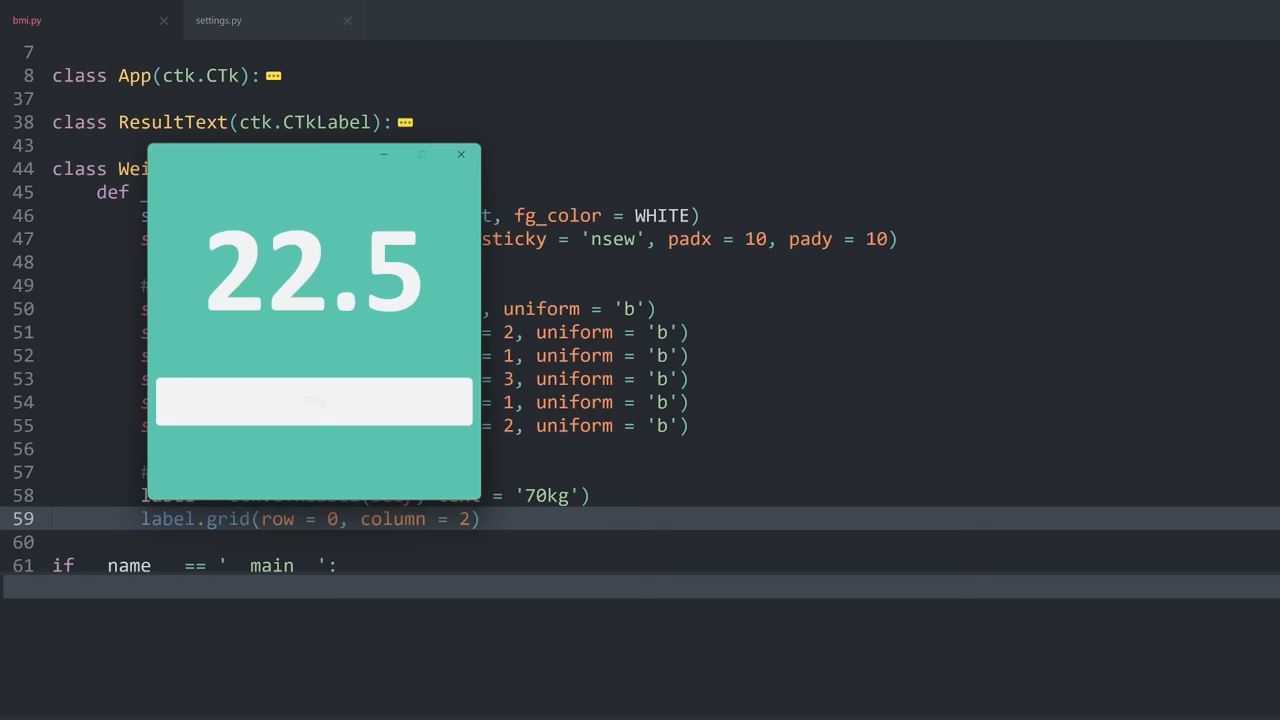 bmi.py settings.py
7
8 class App(ctk.CTk):
37
38 class ResultText(ctk.CTkLabel):
43
44 class Wei
45 def _
46 s t, fg_color = WHITE)
47 s sticky = 'nsew', padx = 10, pady = 10)
48
49 #
50 s , uniform = 'b')
51 s = 2, uniform = 'b')
52 s = 1, uniform = 'b')
53 s = 3, uniform = 'b')
54 s = 1, uniform = 'b')
55 s = 2, uniform = 'b')
56
57 #
58 = '70kg')
59 label.grid(row = 0, column = 2)
60
61 if __name__ == '__main__':
22.5
70kg